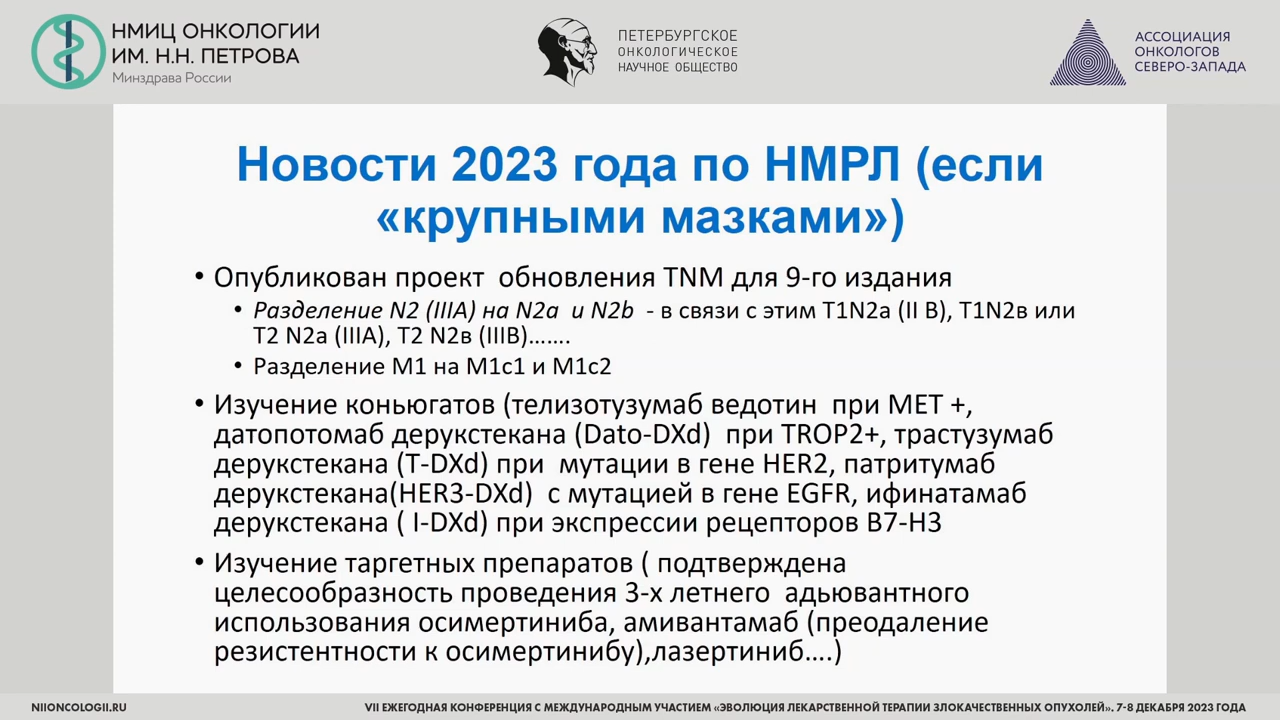 НМИЦ ОНКОЛОГИИ
ИМ. Н.Н. ПЕТРОВА
Минздрава России
ПЕТЕРБУРГСКОЕ
ОНКОЛОГИЧЕСКОЕ
НАУЧНОЕ ОБЩЕСТВО
АССОЦИАЦИЯ
ОНКОЛОГОВ
СЕВЕРО-ЗАПАДА
Новости 2023 года по НМРЛ (если
«крупными мазками»)
• Опубликован проект обновления TNM для 9-го издания
• Разделение N2 (IIIA) на N2a и N2b - в связи с этим T1N2a (II B), T1N2в или
T2 N2a (IIIA), T2 N2в (IIIB)…….
• Разделение М1 на М1с1 и М1с2
• Изучение коньюгатов (телизотузумаб ведотин при MET +,
датопотомаб дерукстекана (Dato-DXd) при TROP2+, трастузумаб
дерукстекана (T-DXd) при мутации в гене HER2, патритумаб
дерукстекана(HER3-DXd) с мутацией в гене EGFR, ифинатамаб
дерукстекана ( I-DXd) при экспрессии рецепторов B7-H3
• Изучение таргетных препаратов ( подтверждена
целесообразность проведения 3-х летнего адьювантного
использования осимертиниба, амивантамаб (преодаление
резистентности к осимертинибу),лазертиниб….)
NIIONCOLOGII.RU
VII ЕЖЕГОДНАЯ КОНФЕРЕНЦИЯ С МЕЖДУНАРОДНЫМ УЧАСТИЕМ «ЭВОЛЮЦИЯ ЛЕКАРСТВЕННОЙ ТЕРАПИИ ЗЛОКАЧЕСТВЕННЫХ ОПУХОЛЕЙ». 7-8 ДЕКАБРЯ 2023 ГОДА